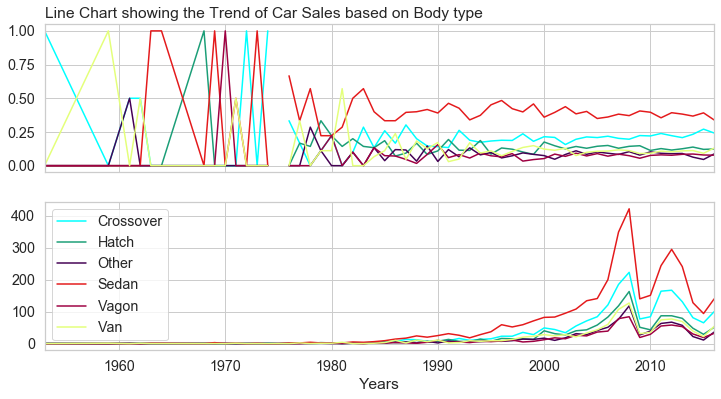 Line Chart showing the Trend of Car Sales based on Body type
1.00
0.75
0.50
0.25
0.00
400
300
200
100
0
Crossover
Hatch
Other
Sedan
Vagon
Van
1960 1970 1980 1990 2000 2010
Years